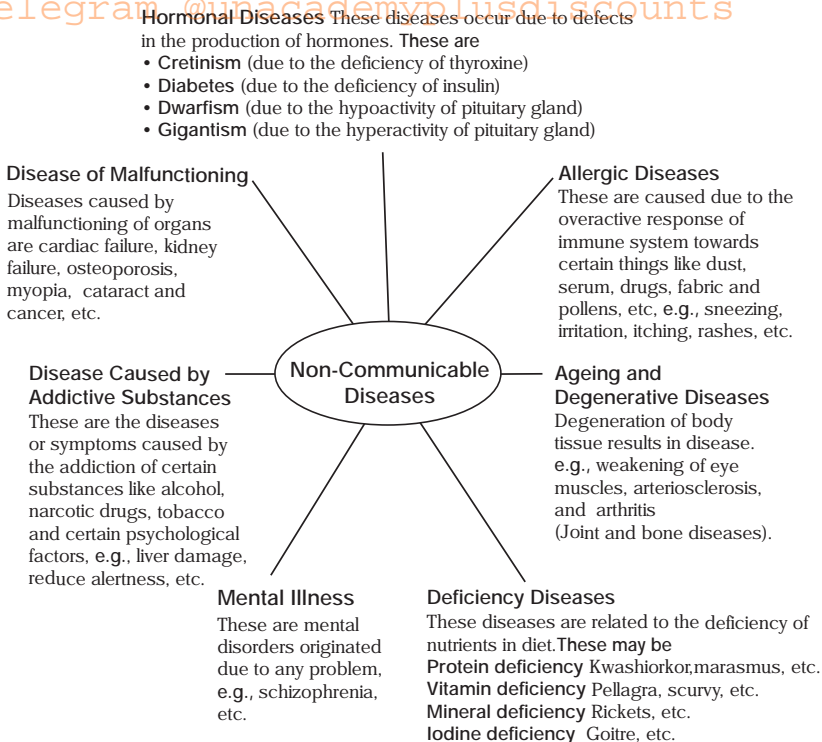 elegram @upacademyplusdiscounts
Hormonal Diseases These diseases occur due to defects
in the production of hormones. These are
• Cretinism (due to the deficiency of thyroxine)
• Diabetes (due to the deficiency of insulin)
• Dwarfism (due to the hypoactivity of pituitary gland)
• Gigantism (due to the hyperactivity of pituitary gland)
Disease of Malfunctioning
Diseases caused by
malfunctioning of organs
are cardiac failure, kidney
failure, osteoporosis,
myopia, cataract and
cancer, etc.
Allergic Diseases
These are caused due to the
overactive response of
immune system towards
certain things like dust,
serum, drugs, fabric and
pollens, etc, e.g., sneezing,
irritation, itching, rashes, etc.
Non-Communicable
Diseases
Disease Caused by
Addictive Substances
These are the diseases
or symptoms caused by
the addiction of certain
substances like alcohol,
narcotic drugs, tobacco
and certain psychological
factors, e.g., liver damage,
reduce alertness, etc.
Ageing and
Degenerative Diseases
Degeneration of body
tissue results in disease.
e.g., weakening of eye
muscles, arteriosclerosis,
and arthritis
(Joint and bone diseases).
Mental Illness
These are mental
disorders originated
due to any problem,
e.g., schizophrenia,
etc.
Deficiency Diseases
These diseases are related to the deficiency of
nutrients in diet.These may be
Protein deficiency Kwashiorkor,marasmus, etc.
Vitamin deficiency Pellagra, scurvy, etc.
Mineral deficiency Rickets, etc.
Iodine deficiency Goitre, etc.